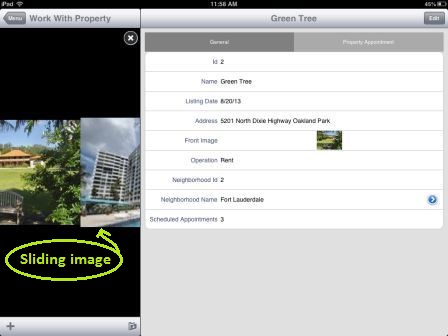 iPad
11:58 AM
45%
Menu
Work With Property
Green Tree
Edit
General
Property Appointment
Id 2
Name Green Tree
Listing Date 8/20/13
Address 5201 North Dixie Highway Oakland Park
Front Image
Operation Rent
Neighborhood Id 2
Neighborhood Name Fort Lauderdale
Scheduled Appointments 3
Sliding image